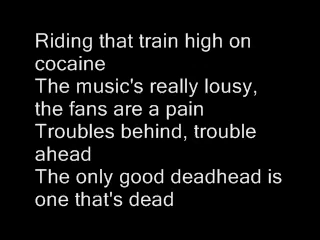 Riding that train high on
cocaine
The music's really lousy,
the fans are a pain
Troubles behind, trouble
ahead
The only good deadhead is
one that's dead